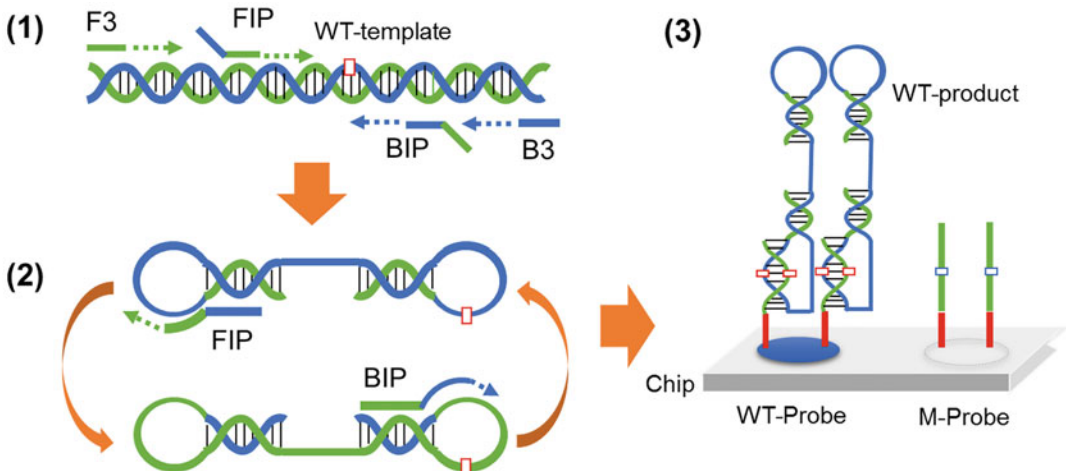 (1)
F3
FIP
WT-template
BIP
B3
(2)
FIP
BIP
(3)
WT-product
Chip
WT-Probe
M-Probe